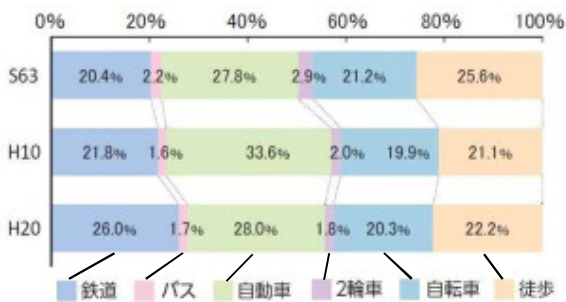 0% 20% 40% 60% 80% 100%
S63 20.4% 2.2% 27.8% 2.9% 21.2% 25.6%
H10 21.8% 1.6% 33.6% 2.0% 19.9% 21.1%
H20 26.0% 1.7% 28.0% 1.8% 20.3% 22.2%
鉄道 バス 自動車 2輪車 自転車 徒歩